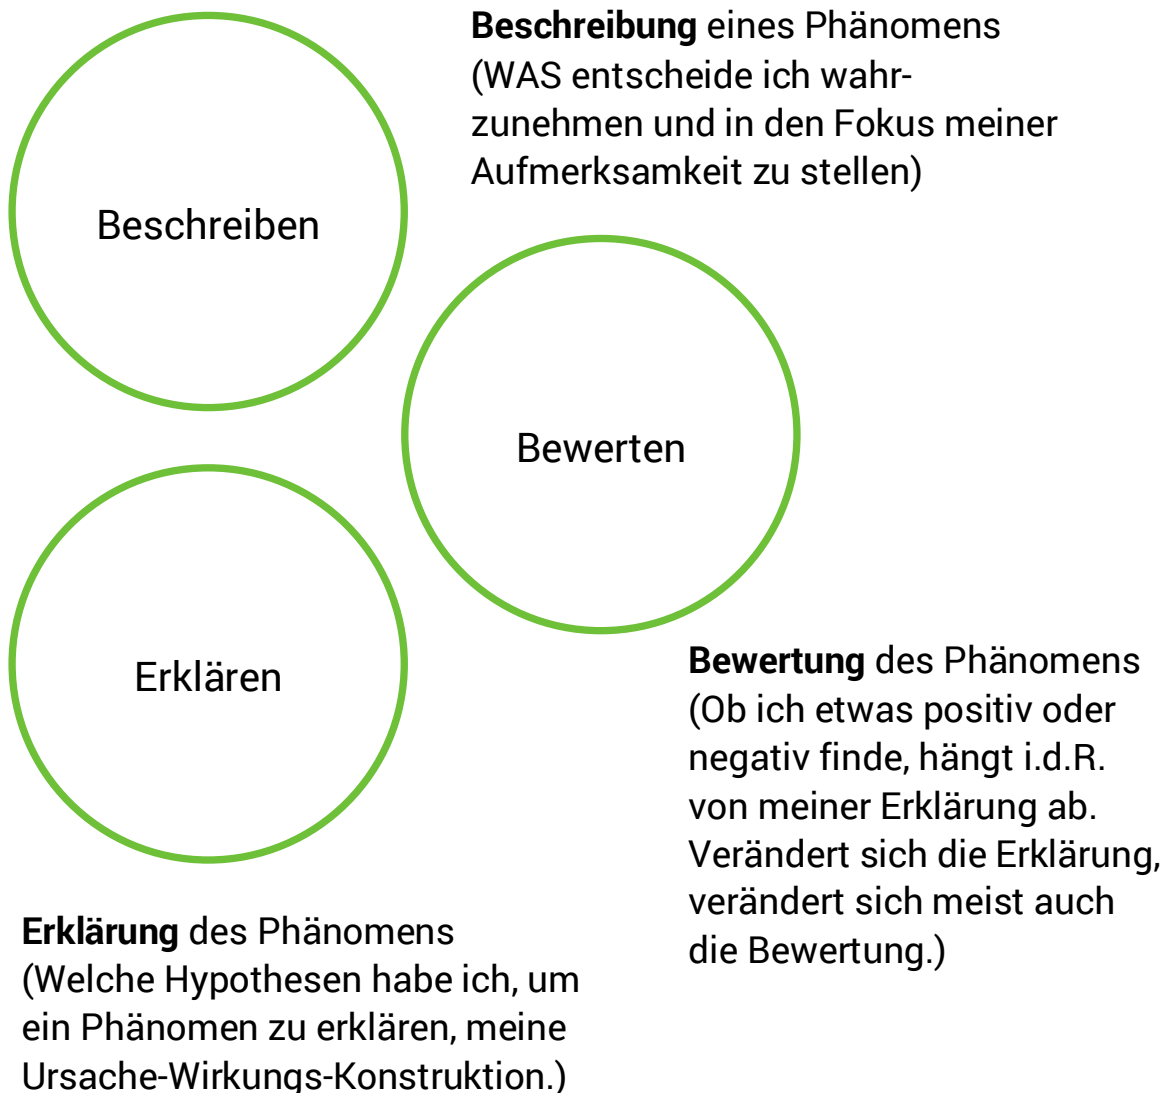 Beschreibung eines Phänomens
(WAS entscheide ich wahr-
zunehmen und in den Fokus meiner
Aufmerksamkeit zu stellen)
Beschreiben
Bewerten
Erklären
Bewertung des Phänomens
(Ob ich etwas positiv oder
negativ finde, hängt i.d.R.
von meiner Erklärung ab.
Verändert sich die Erklärung,
verändert sich meist auch
die Bewertung.)
Erklärung des Phänomens
(Welche Hypothesen habe ich, um
ein Phänomen zu erklären, meine
Ursache-Wirkungs-Konstruktion.)